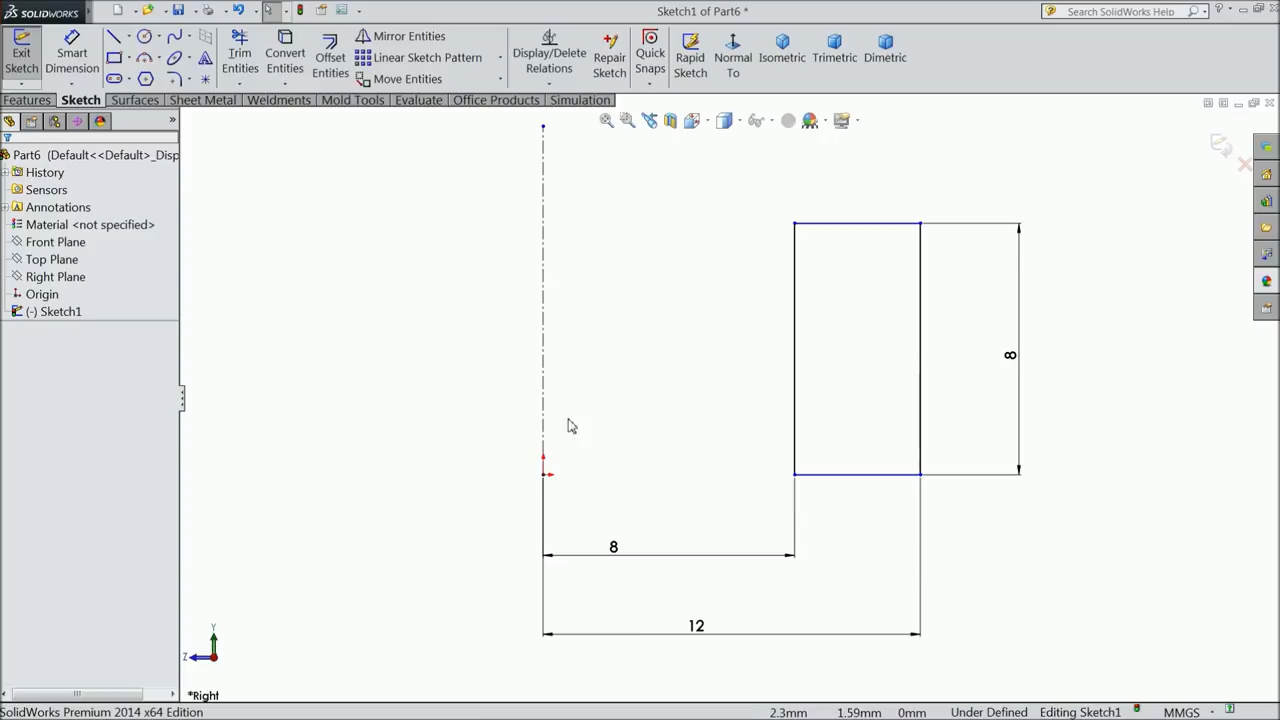 SOLIDWORKS
Sketch1 of Part6 *
Search SolidWorks Help
Exit Sketch
Smart Dimension
Trim Entities
Convert Entities
Offset Entities
Mirror Entities
Linear Sketch Pattern
Move Entities
Display/Delete Relations
Repair Sketch
Quick Snaps
Rapid Sketch
Normal To
Isometric
Trimetric
Dimetric
Features Sketch Surfaces Sheet Metal Weldments Mold Tools Evaluate Office Products Simulation
Part6 (Default<<Default>_Disp
History
Sensors
Annotations
Material <not specified>
Front Plane
Top Plane
Right Plane
Origin
(-) Sketch1
8
8
12
Y
Z
*Right
SolidWorks Premium 2014 x64 Edition
2.3mm 1.59mm 0mm Under Defined Editing Sketch1 MMGS